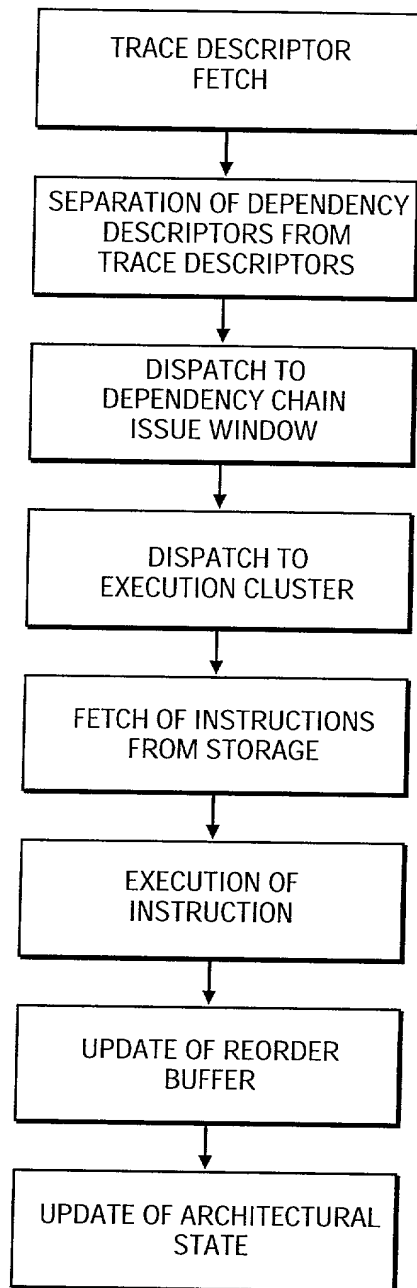 TRACE DESCRIPTOR
FETCH
SEPARATION OF DEPENDENCY
DESCRIPTORS FROM
TRACE DESCRIPTORS
DISPATCH TO
DEPENDENCY CHAIN
ISSUE WINDOW
DISPATCH TO
EXECUTION CLUSTER
FETCH OF INSTRUCTIONS
FROM STORAGE
EXECUTION OF
INSTRUCTION
UPDATE OF REORDER
BUFFER
UPDATE OF ARCHITECTURAL
STATE